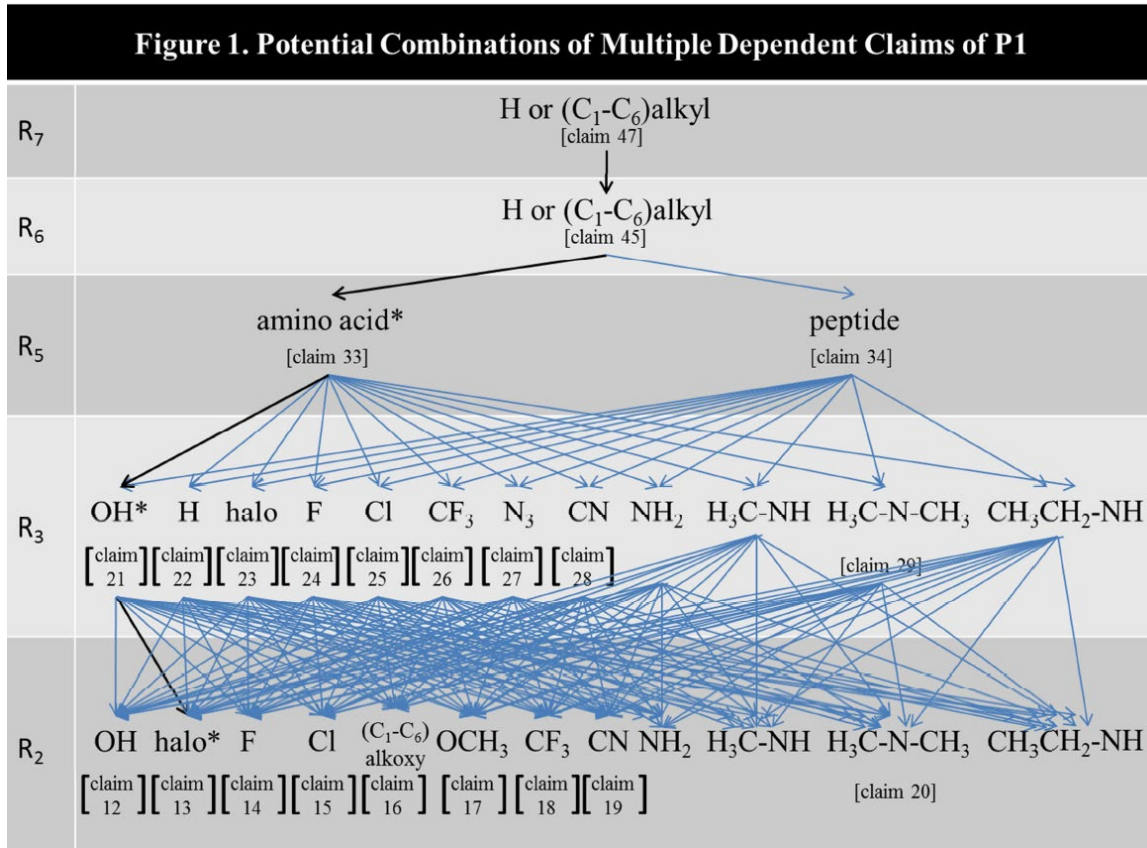 Figure 1. Potential Combinations of Multiple Dependent Claims of P1
R₇
H or (C₁-C₆)alkyl
[claim 47]
R₆
H or (C₁-C₆)alkyl
[claim 45]
R₅
amino acid* peptide
[claim 33] [claim 34]
R₃
OH* H halo F Cl CF₃ N₃ CN NH₂ H₃C-NH H₃C-N-CH₃ CH₃CH₂-NH
[claim 21] [claim 22] [claim 23] [claim 24] [claim 25] [claim 26] [claim 27] [claim 28] [claim 29]
R₂
OH halo* F Cl (C₁-C₆) alkoxy OCH₃ CF₃ CN NH₂ H₃C-NH H₃C-N-CH₃ CH₃CH₂-NH
[claim 12] [claim 13] [claim 14] [claim 15] [claim 16] [claim 17] [claim 18] [claim 19] [claim 20]